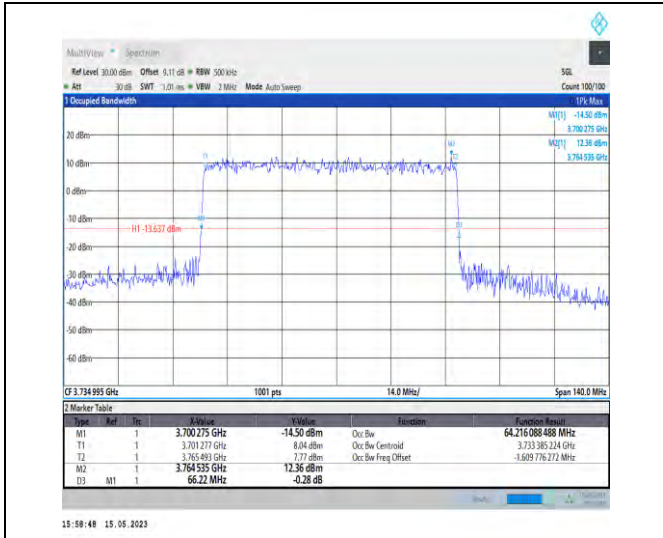 MultiView Spectrum
Ref Level 30.00 dBm Offset 9.11 dB RBW 500 kHz SGL
Att 30 dB SWT 1.01 ms VBW 2 MHz Mode Auto Sweep Count 100/100
1 Occupied Bandwidth 1Pk Max
M1[1] -14.50 dBm
3.700 275 GHz
M2[1] 12.36 dBm
3.764 535 GHz
20 dBm
10 dBm
0 dBm
-10 dBm
H1 -13.637 dBm
-20 dBm
-30 dBm
-40 dBm
-50 dBm
-60 dBm
T1
M2
T2
CF 3.734 995 GHz 1001 pts 14.0 MHz/ Span 140.0 MHz
2 Marker Table
Type Ref Trc X-Value Y-Value Function Function Result
M1 1 3.700 275 GHz -14.50 dBm Occ Bw 64.216 088 488 MHz
T1 1 3.701 277 GHz 8.04 dBm Occ Bw Centroid 3.733 385 224 GHz
T2 1 3.765 493 GHz 7.77 dBm Occ Bw Freq Offset -1.609 776 272 MHz
M2 1 3.764 535 GHz 12.36 dBm
D3 M1 1 66.22 MHz -0.28 dB
15:58:48 15.05.2023